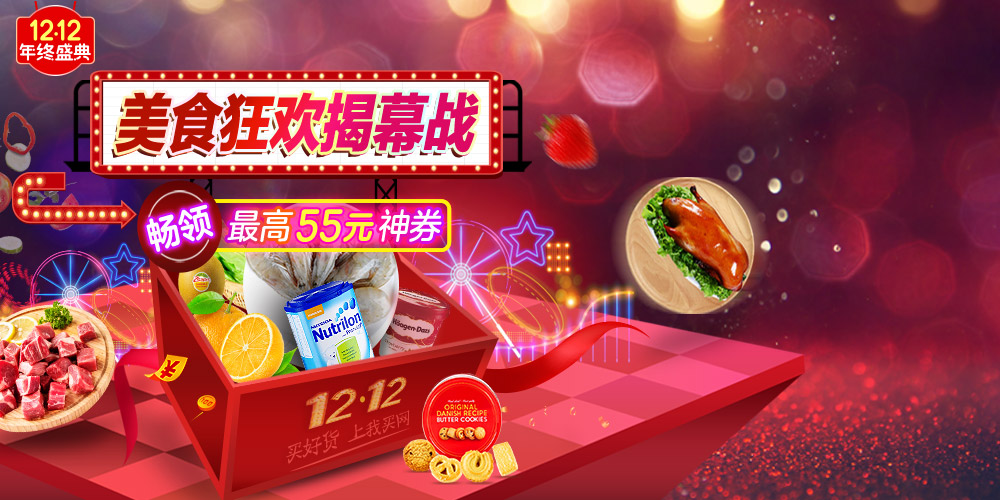 12·12
年终盛典
美食狂欢揭幕战
畅领
最高55元神券
Nutrilon
Häagen-Dazs
12·12
买好货 上我买网
ORIGINAL
DANISH RECIPE
BUTTER COOKIES